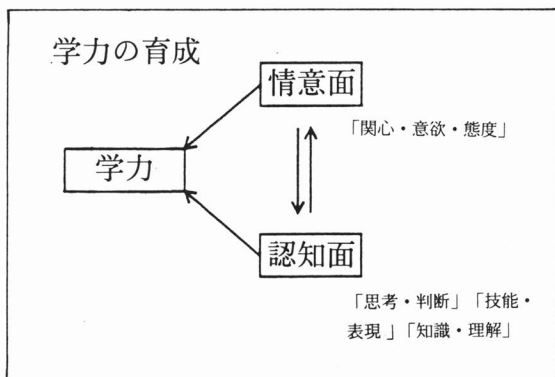 学力の育成
情意面
「関心・意欲・態度」
学力
認知面
「思考・判断」「技能・
表現」「知識・理解」